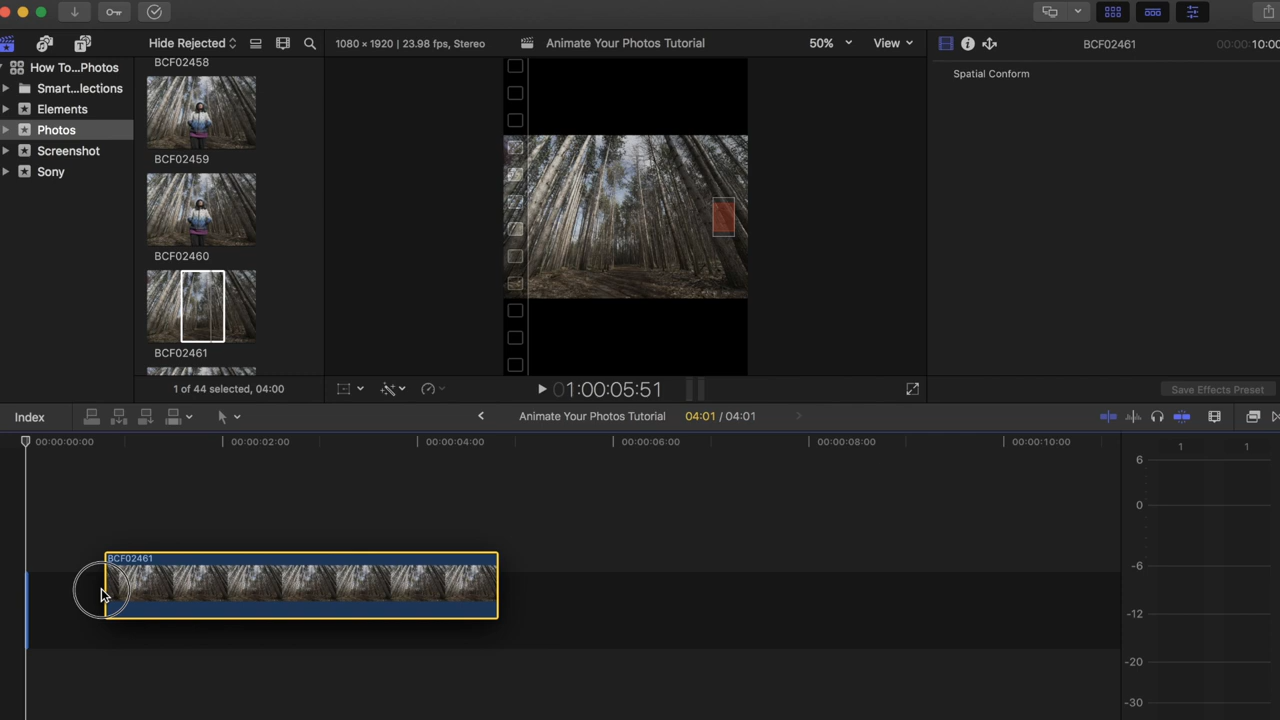 Hide Rejected
1080 × 1920 | 23.98 fps, Stereo
Animate Your Photos Tutorial
50%
View
BCF02461
00:00:10:00
How To...Photos
Smart...lections
Elements
Photos
Screenshot
Sony
BCF02458
BCF02459
BCF02460
BCF02461
1 of 44 selected, 04:00
Spatial Conform
01:00:05:51
Save Effects Preset
Index
Animate Your Photos Tutorial
04:01 / 04:01
00:00:00:00
00:00:02:00
00:00:04:00
00:00:06:00
00:00:08:00
00:00:10:00
BCF02461
1 1
6
0
-6
-12
-20
-30